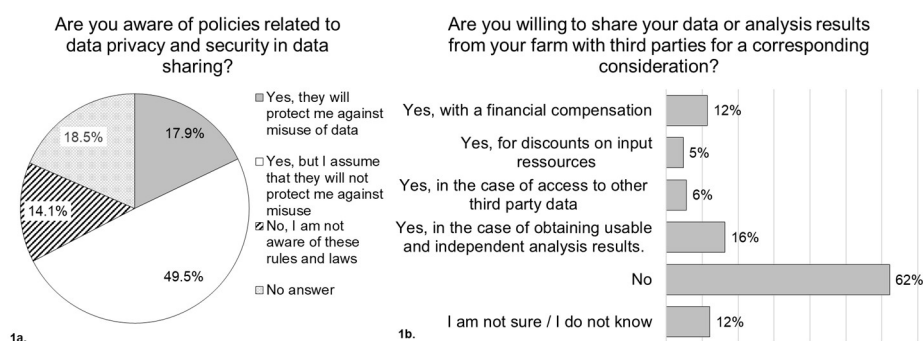 Are you aware of policies related to
data privacy and security in data
sharing?
17.9%
18.5%
14.1%
49.5%
Yes, they will
protect me against
misuse of data
Yes, but I assume
that they will not
protect me against
misuse
No, I am not
aware of these
rules and laws
No answer
1a.
Are you willing to share your data or analysis results
from your farm with third parties for a corresponding
consideration?
Yes, with a financial compensation
12%
Yes, for discounts on input
ressources
5%
Yes, in the case of access to other
third party data
6%
Yes, in the case of obtaining usable
and independent analysis results.
16%
No
62%
I am not sure / I do not know
12%
1b.